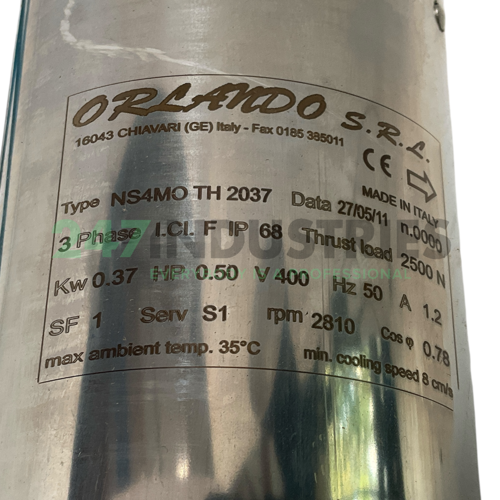 ORLANDO S.R.L.
16043 CHIAVARI (GE) Italy - Fax 0185 385011
CE
MADE IN ITALY
Type NS4MO TH 2037 Data 27/05/11 n.0000
3 Phase I.Cl. F IP 68 Thrust load 2500 N
247 INDUSTRIES
Kw 0.37 HP 0.50 V 400 Hz 50 A 1.2
SF 1 Serv S1 rpm 2810 Cos φ 0.78
max ambient temp. 35°C min. cooling speed 8 cm/s